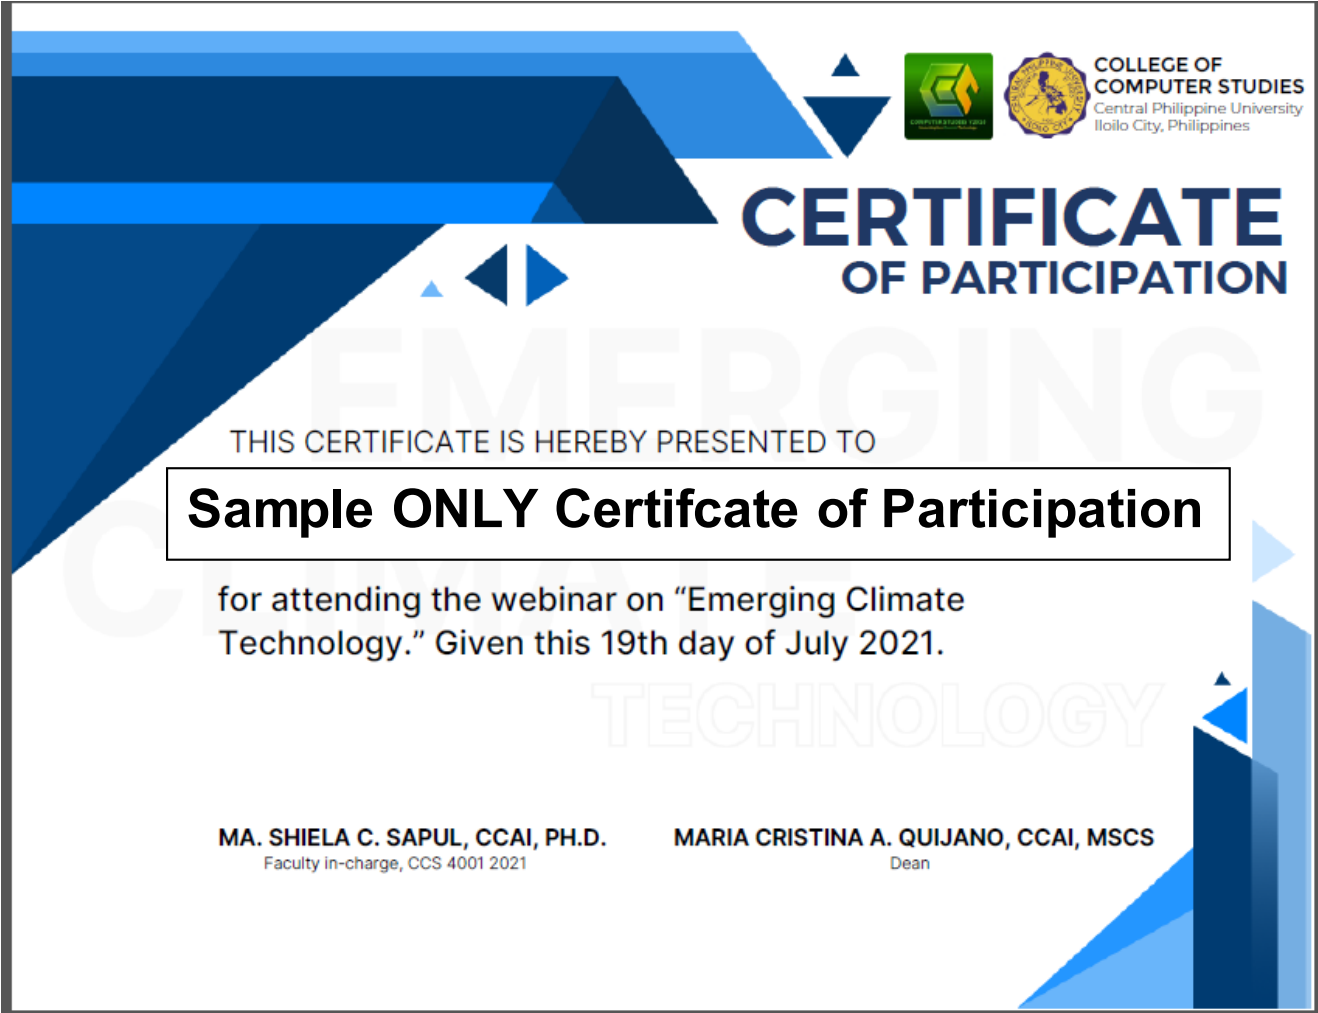 COLLEGE OF
COMPUTER STUDIES
Central Philippine University
Iloilo City, Philippines
CERTIFICATE
OF PARTICIPATION
EMERGING
THIS CERTIFICATE IS HEREBY PRESENTED TO
Sample ONLY Certifcate of Participation
CLIMATE
for attending the webinar on “Emerging Climate
Technology.” Given this 19th day of July 2021.
TECHNOLOGY
MA. SHIELA C. SAPUL, CCAI, PH.D.
Faculty in-charge, CCS 4001 2021
MARIA CRISTINA A. QUIJANO, CCAI, MSCS
Dean